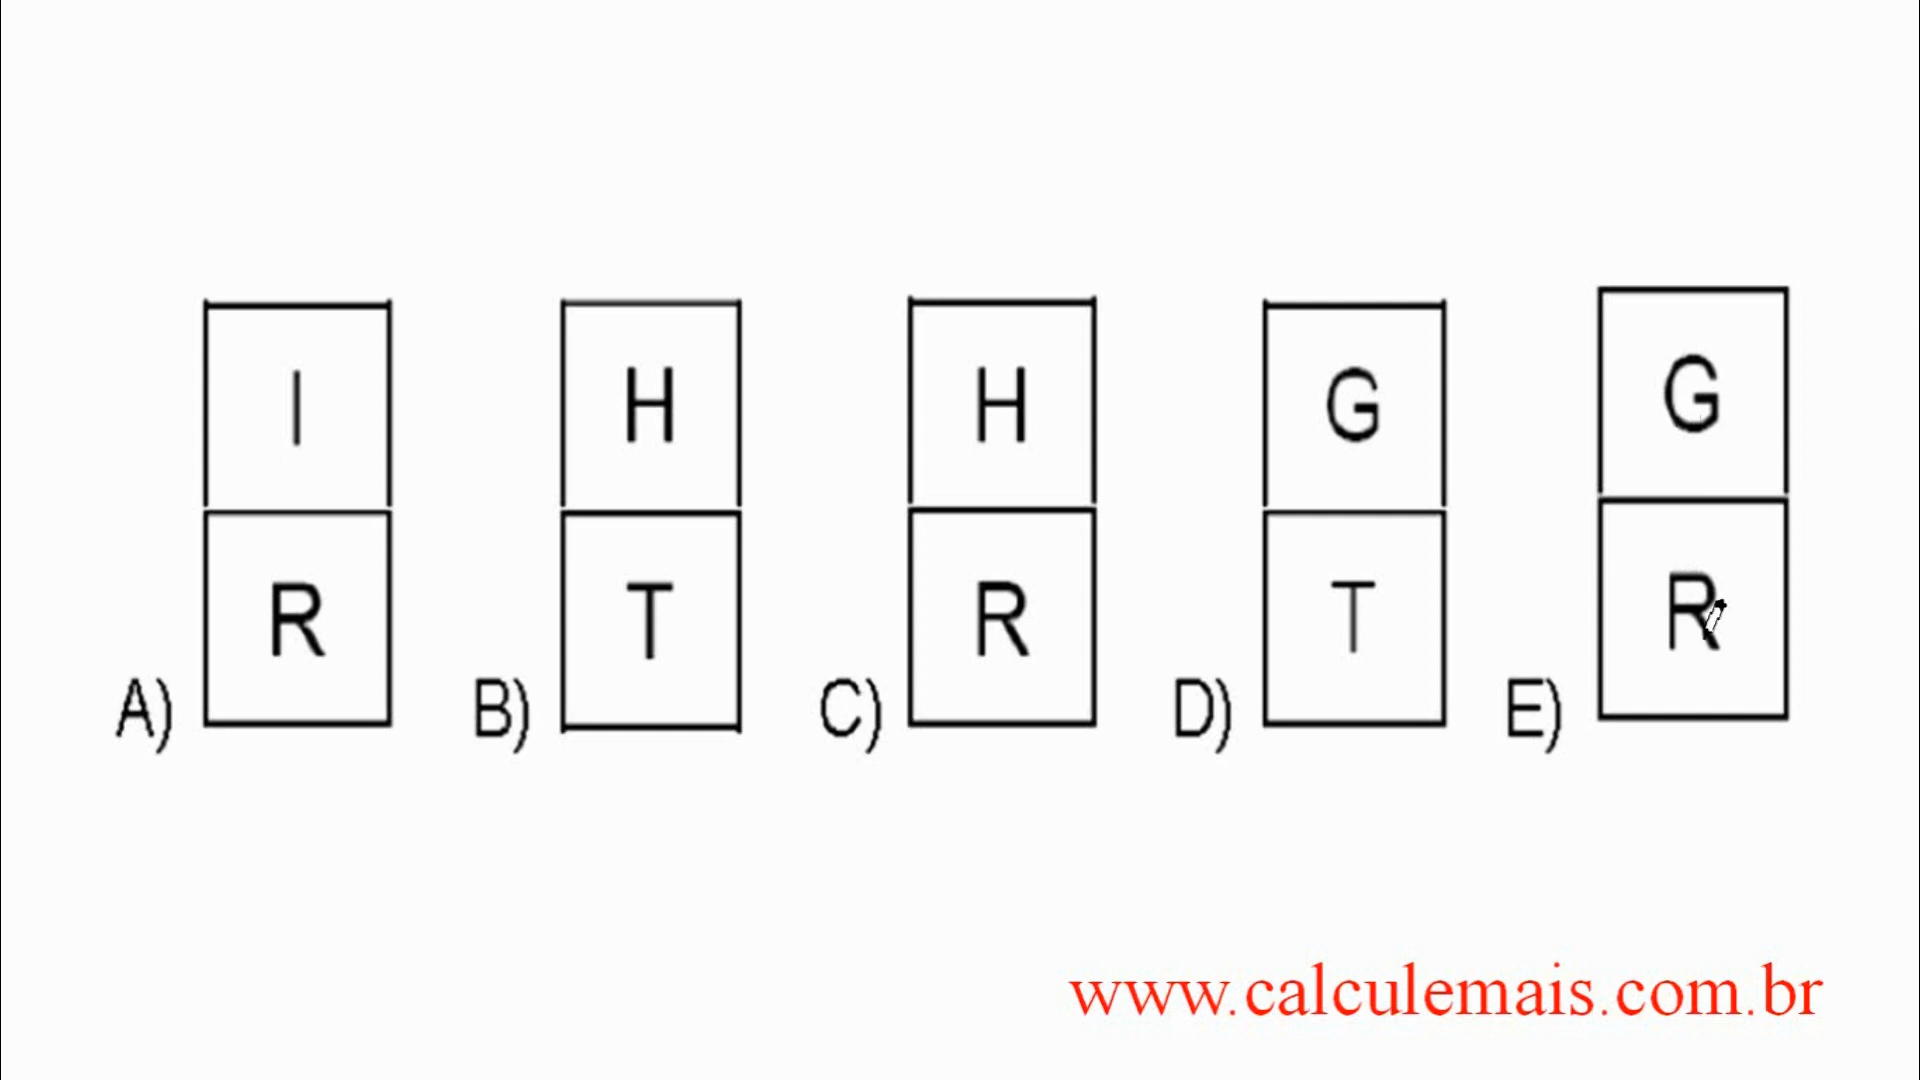 I H H G G
R T R T R
A) B) C) D) E)
www.calculemais.com.br